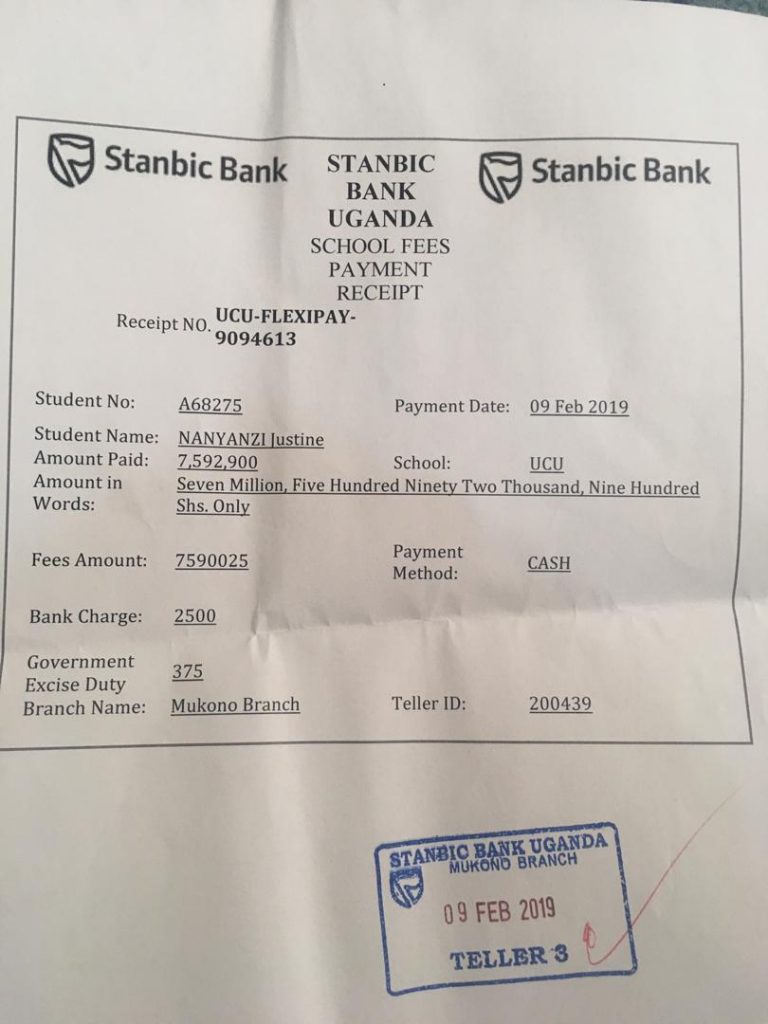 Stanbic Bank
STANBIC
BANK
UGANDA
SCHOOL FEES
PAYMENT
RECEIPT
Stanbic Bank
Receipt NO. UCU-FLEXIPAY-
9094613
Student No: A68275 Payment Date: 09 Feb 2019
Student Name: NANYANZI Justine
Amount Paid: 7,592,900 School: UCU
Amount in Seven Million, Five Hundred Ninety Two Thousand, Nine Hundred
Words: Shs. Only
Fees Amount: 7590025 Payment
Method: CASH
Bank Charge: 2500
Government
Excise Duty 375
Branch Name: Mukono Branch Teller ID: 200439
STANBIC BANK UGANDA
MUKONO BRANCH
09 FEB 2019
TELLER 3